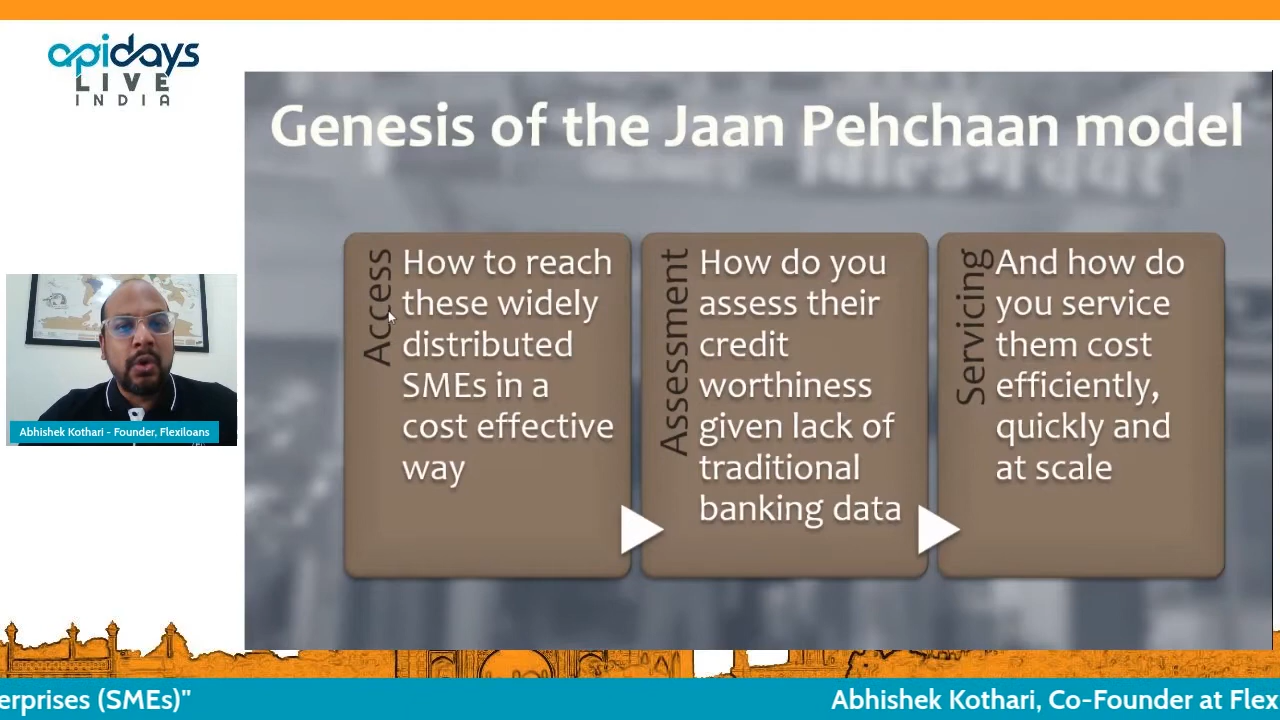 apidays
LIVE
INDIA
Genesis of the Jaan Pehchaan model
Access
How to reach
these widely
distributed
SMEs in a
cost effective
way
Assessment
How do you
assess their
credit
worthiness
given lack of
traditional
banking data
Servicing
And how do
you service
them cost
efficiently,
quickly and
at scale
Abhishek Kothari - Founder, Flexiloans
erprises (SMEs)"
Abhishek Kothari, Co-Founder at Flex